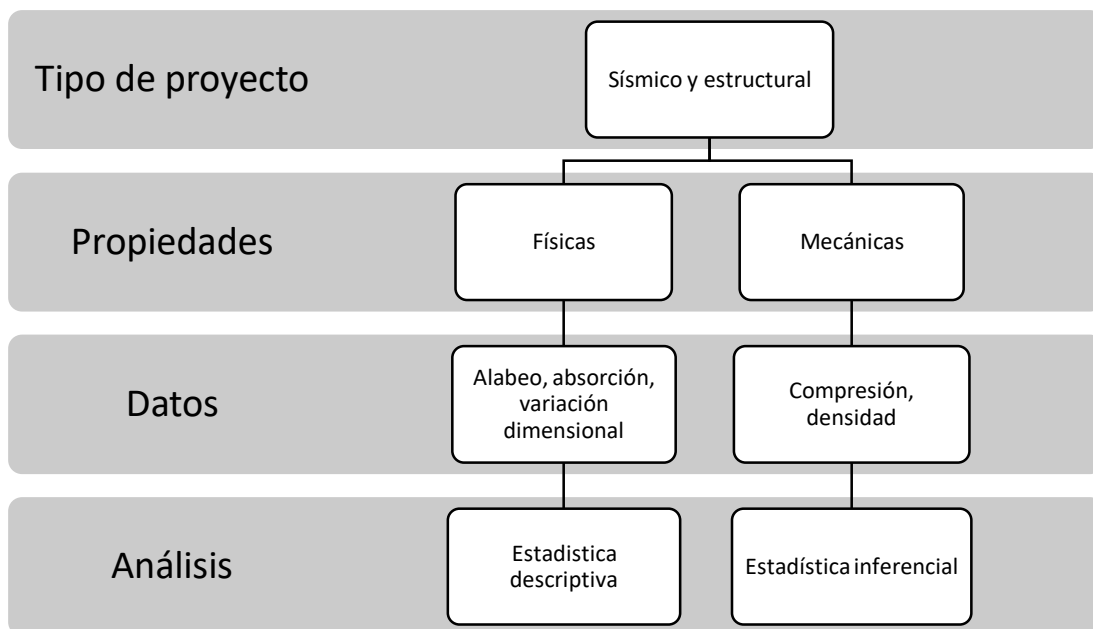 Tipo de proyecto
Sísmico y estructural
Propiedades
Físicas
Mecánicas
Datos
Alabeo, absorción,
variación
dimensional
Compresión,
densidad
Análisis
Estadistica
descriptiva
Estadística inferencial